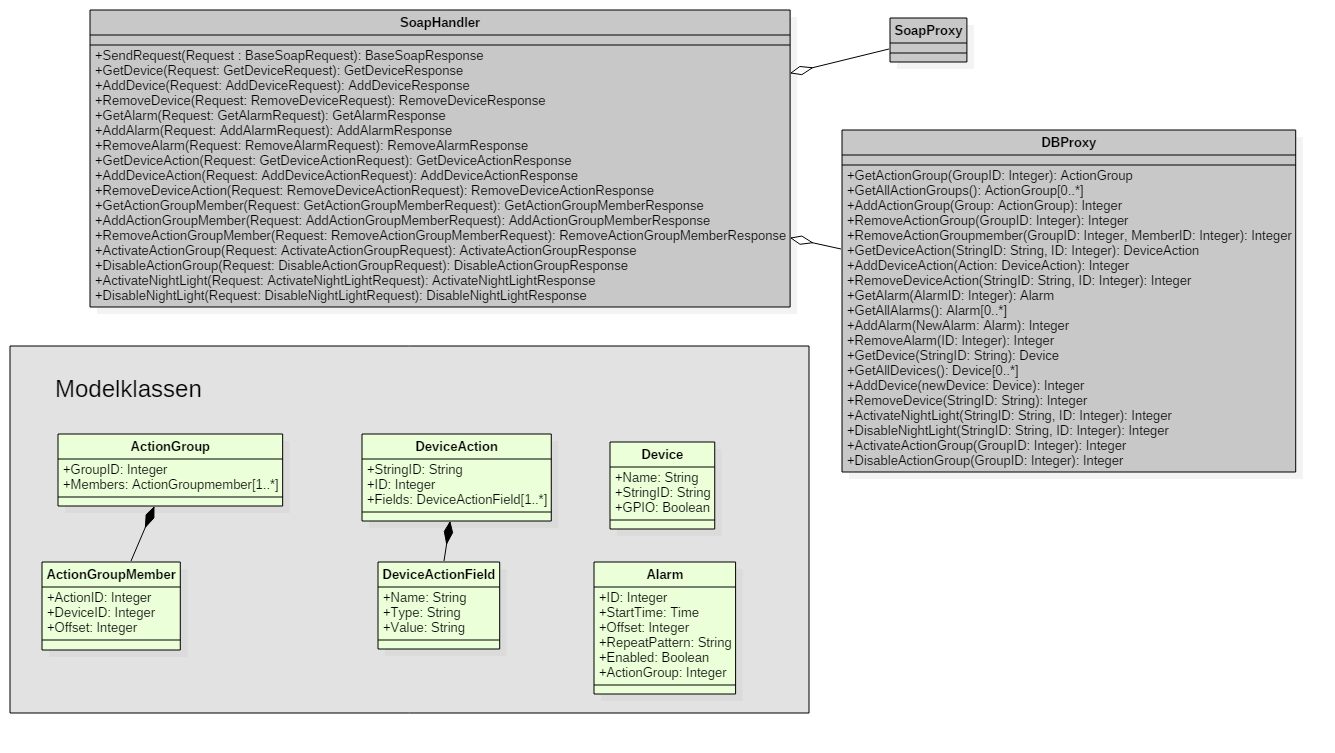 SoapHandler
+SendRequest(Request : BaseSoapRequest): BaseSoapResponse
+GetDevice(Request: GetDeviceRequest): GetDeviceResponse
+AddDevice(Request: AddDeviceRequest): AddDeviceResponse
+RemoveDevice(Request: RemoveDeviceRequest): RemoveDeviceResponse
+GetAlarm(Request: GetAlarmRequest): GetAlarmResponse
+AddAlarm(Request: AddAlarmRequest): AddAlarmResponse
+RemoveAlarm(Request: RemoveAlarmRequest): RemoveAlarmResponse
+GetDeviceAction(Request: GetDeviceActionRequest): GetDeviceActionResponse
+AddDeviceAction(Request: AddDeviceActionRequest): AddDeviceActionResponse
+RemoveDeviceAction(Request: RemoveDeviceActionRequest): RemoveDeviceActionResponse
+GetActionGroupMember(Request: GetActionGroupMemberRequest): GetActionGroupMemberResponse
+AddActionGroupMember(Request: AddActionGroupMemberRequest): AddActionGroupMemberResponse
+RemoveActionGroupMember(Request: RemoveActionGroupMemberRequest): RemoveActionGroupMemberResponse
+ActivateActionGroup(Request: ActivateActionGroupRequest): ActivateActionGroupResponse
+DisableActionGroup(Request: DisableActionGroupRequest): DisableActionGroupResponse
+ActivateNightLight(Request: ActivateNightLightRequest): ActivateNightLightResponse
+DisableNightLight(Request: DisableNightLightRequest): DisableNightLightResponse
SoapProxy
DBProxy
+GetActionGroup(GroupID: Integer): ActionGroup
+GetAllActionGroups(): ActionGroup[0..*]
+AddActionGroup(Group: ActionGroup): Integer
+RemoveActionGroup(GroupID: Integer): Integer
+RemoveActionGroupmember(GroupID: Integer, MemberID: Integer): Integer
+GetDeviceAction(StringID: String, ID: Integer): DeviceAction
+AddDeviceAction(Action: DeviceAction): Integer
+RemoveDeviceAction(StringID: String, ID: Integer): Integer
+GetAlarm(AlarmID: Integer): Alarm
+GetAllAlarms(): Alarm[0..*]
+AddAlarm(NewAlarm: Alarm): Integer
+RemoveAlarm(ID: Integer): Integer
+GetDevice(StringID: String): Device
+GetAllDevices(): Device[0..*]
+AddDevice(newDevice: Device): Integer
+RemoveDevice(StringID: String): Integer
+ActivateNightLight(StringID: String, ID: Integer): Integer
+DisableNightLight(StringID: String, ID: Integer): Integer
+ActivateActionGroup(GroupID: Integer): Integer
+DisableActionGroup(GroupID: Integer): Integer
Modelklassen
ActionGroup
+GroupID: Integer
+Members: ActionGroupmember[1..*]
DeviceAction
+StringID: String
+ID: Integer
+Fields: DeviceActionField[1..*]
Device
+Name: String
+StringID: String
+GPIO: Boolean
ActionGroupMember
+ActionID: Integer
+DeviceID: Integer
+Offset: Integer
DeviceActionField
+Name: String
+Type: String
+Value: String
Alarm
+ID: Integer
+StartTime: Time
+Offset: Integer
+RepeatPattern: String
+Enabled: Boolean
+ActionGroup: Integer